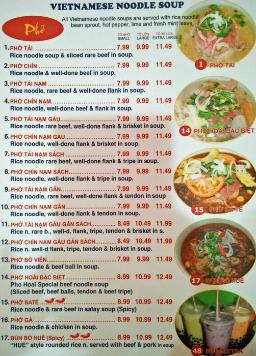 VIETNAMESE NOODLE SOUP
Phở
All Vietnamese noodle soups are served with rice noodle
bean sprout, hot pepper, lime and fresh mint leaves
SMALL LARGE EXTRA LARGE
1. PHỞ TÁI 7.99 9.99 11.49
Rice noodle soup & sliced rare beef in soup.
2. PHỞ CHÍN 7.99 9.99 11.49
Rice noodle & well-done beef in soup.
3. PHỞ TÁI NẠM 7.99 9.99 11.49
Rice noodle, rare beef & well-done flank in soup.
4. PHỞ CHÍN NẠM 7.99 9.99 11.49
Rice noodle, well-done beef & flank in soup.
5. PHỞ TÁI NẠM GÀU 7.99 9.99 11.49
Rice noodle rare beef, well-done flank & brisket in soup.
6. PHỞ CHÍN NẠM GÀU 7.99 9.99 11.49
Rice noodle, well-done flank & brisket in soup.
7. PHỞ TÁI NẠM SÁCH 7.99 9.99 11.49
Rice noodle, rare beef, well-done flank & tripe in soup.
8. PHỞ CHÍN NẠM SÁCH 7.99 9.99 11.49
Rice noodle, well-done flank & tripe in soup.
9. PHỞ TÁI NẠM GÂN 7.99 9.99 11.49
Rice noodle, rare beef, well-done flank & tendon in soup
10. PHỞ CHÍN NẠM GÂN 7.99 9.99 11.49
Rice noodle, well-done flank & tendon in soup.
11. PHỞ TÁI NẠM GÀU GÂN SÁCH 8.49 10.49 11.99
Rice n. rare b., well-d flank, tripe, tendon & brisket in s.
12. PHỞ CHÍN NẠM GÀU GÂN SÁCH 8.49 10.49 11.99
Rice n. well-d flank, tripe, tendon & brisket in soup.
13. PHỞ BÒ VIÊN 7.99 9.99 11.49
Rice noodle & beef ball in soup.
14. PHỞ HOÀI ĐẶC BIỆT 8.99 10.99 12.49
Pho Hoai Special beef noodle soup
(Sliced beef, beef balls, tendon & beef tripe)
15. PHỞ SATÉ 8.99 10.99 12.49
Rice noodle & rare beef in satay soup (Spicy)
16. PHỞ GÀ 8.99 10.99 12.49
Rice noodle & chicken in soup.
17. BÚN BÒ HUẾ (Spicy) 8.99 10.99 12.49
"HUẾ" style rounded rice n. served with beef & pork in soup
1 PHỞ TÁI
14 PHỞ HOÀI ĐẶC BIỆT
15 PHỞ
17
48